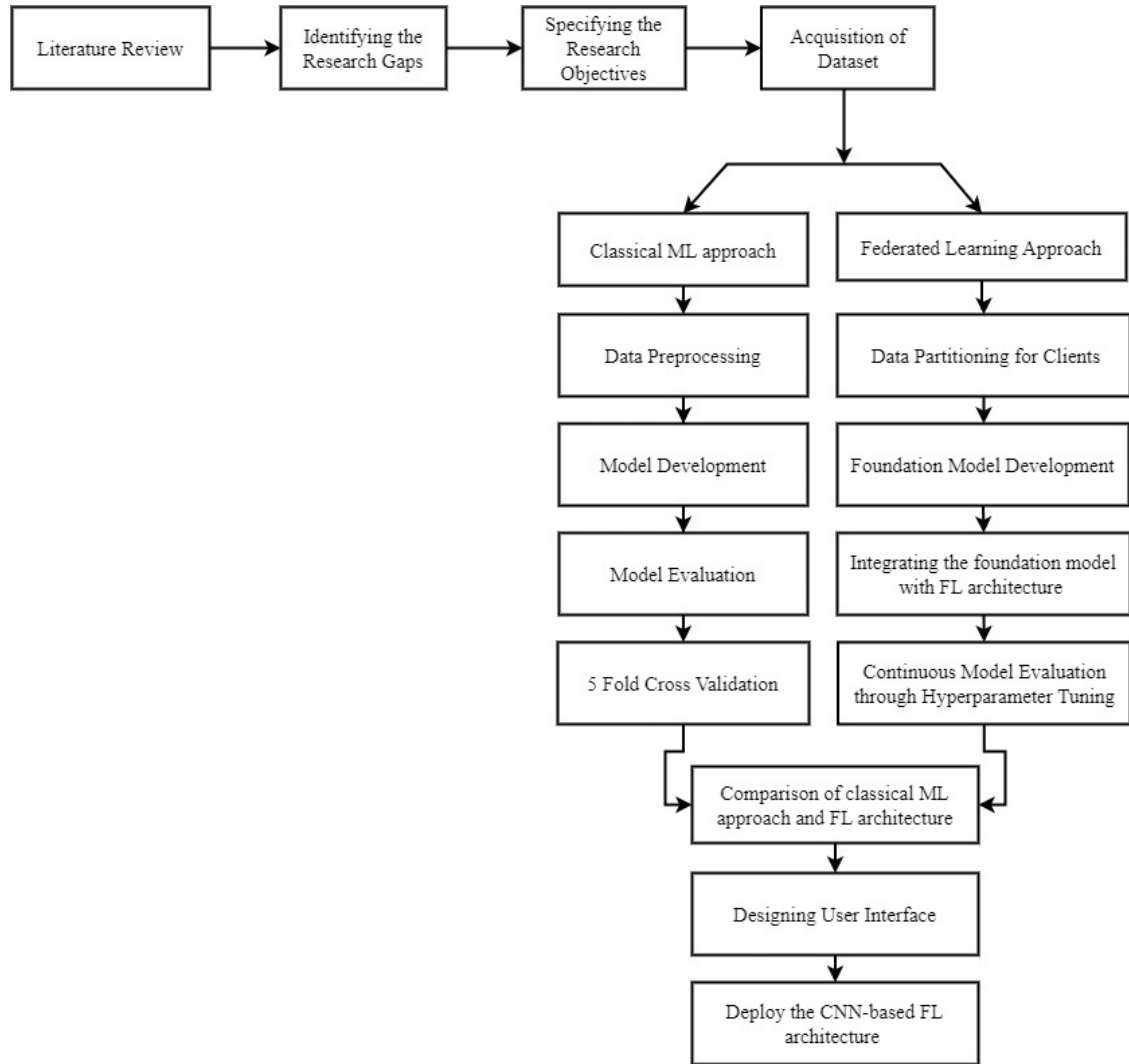 Literature Review
Identifying the
Research Gaps
Specifying the
Research
Objectives
Acquisition of
Dataset
Classical ML approach
Federated Learning Approach
Data Preprocessing
Data Partitioning for Clients
Model Development
Foundation Model Development
Model Evaluation
Integrating the foundation model
with FL architecture
5 Fold Cross Validation
Continuous Model Evaluation
through Hyperparameter Tuning
Comparison of classical ML
approach and FL architecture
Designing User Interface
Deploy the CNN-based FL
architecture